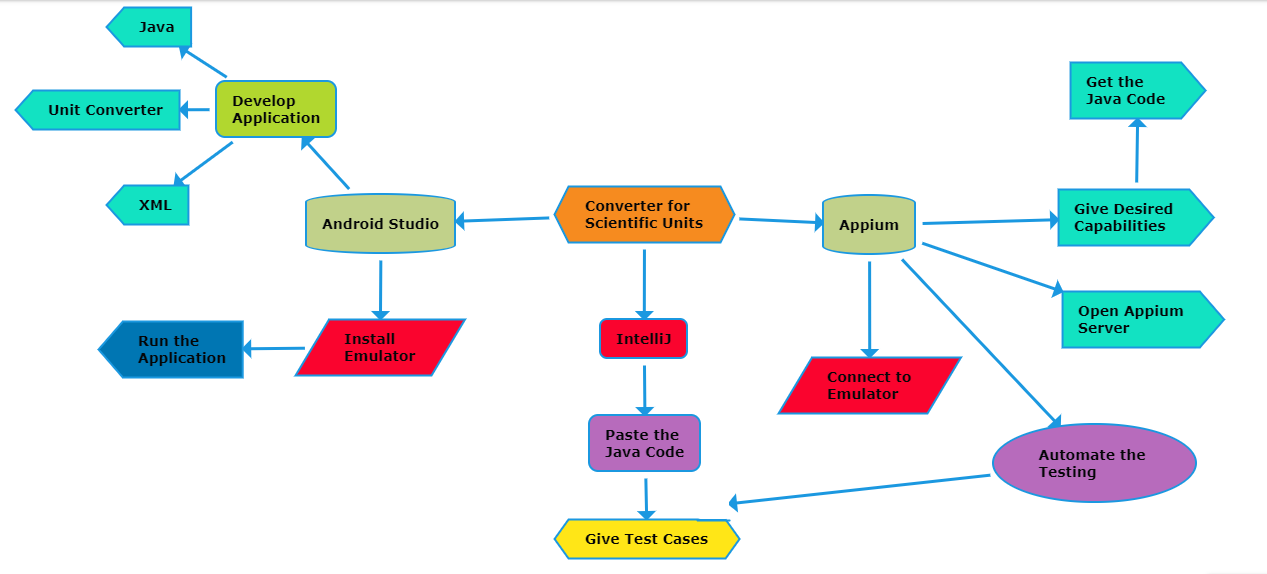 Java
Develop
Application
Unit Converter
XML
Android Studio
Install
Emulator
Run the
Application
Converter for
Scientific Units
IntelliJ
Paste the
Java Code
Give Test Cases
Appium
Get the
Java Code
Give Desired
Capabilities
Open Appium
Server
Connect to
Emulator
Automate the
Testing